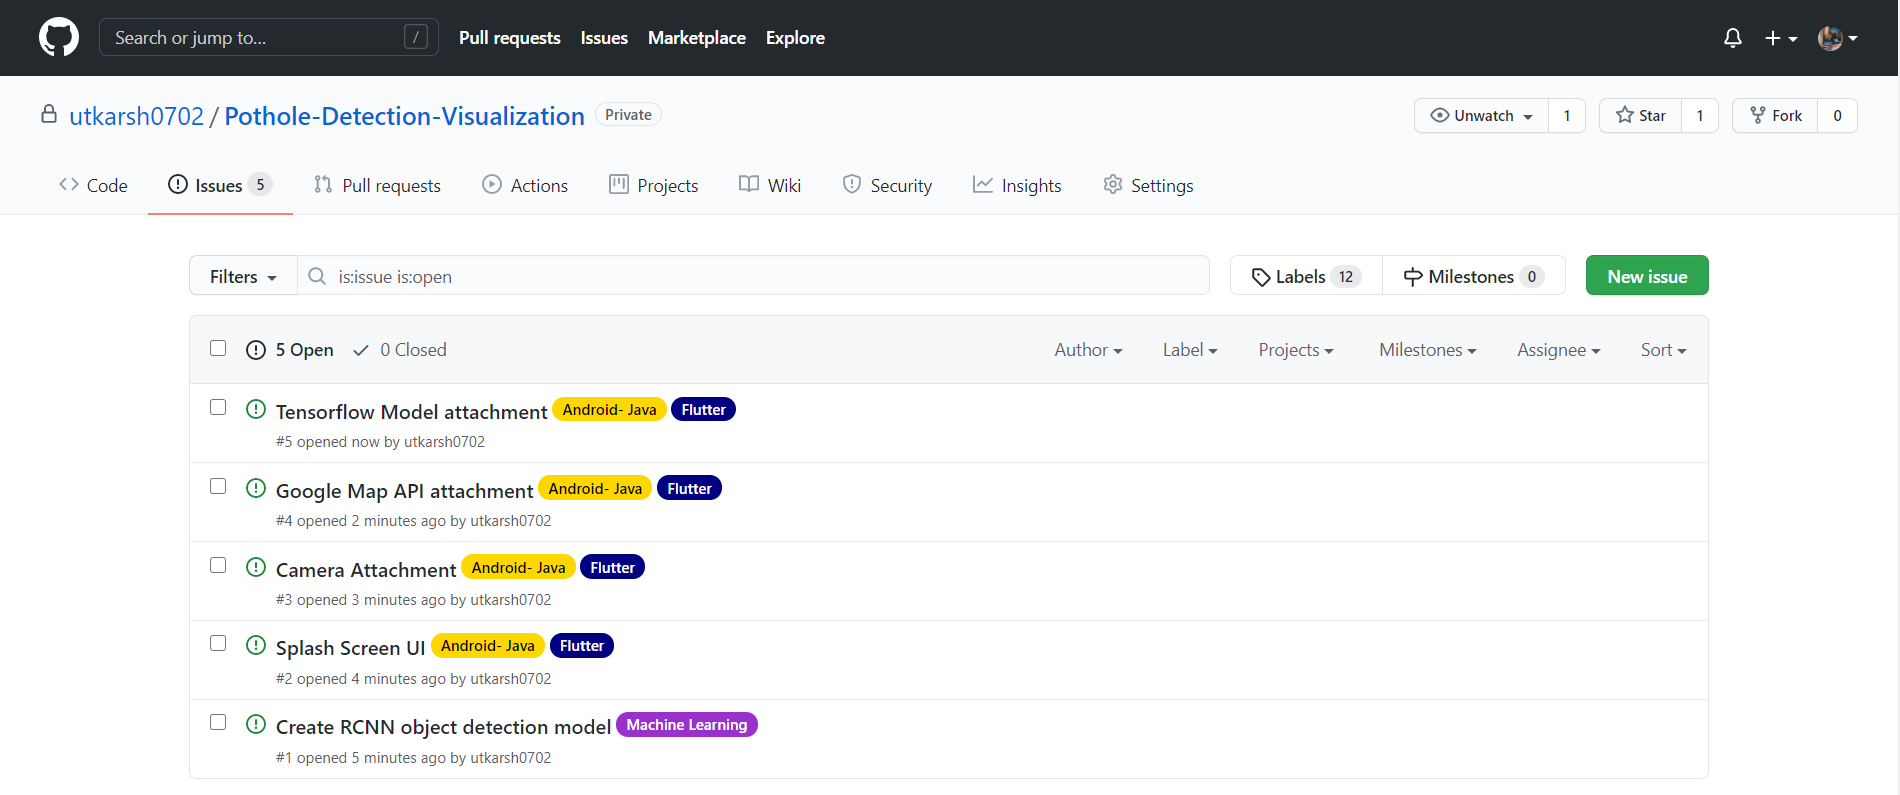 Search or jump to... / Pull requests Issues Marketplace Explore
utkarsh0702 / Pothole-Detection-Visualization Private Unwatch 1 Star 1 Fork 0
Code Issues 5 Pull requests Actions Projects Wiki Security Insights Settings
Filters is:issue is:open Labels 12 Milestones 0 New issue
5 Open 0 Closed Author Label Projects Milestones Assignee Sort
Tensorflow Model attachment Android- Java Flutter
#5 opened now by utkarsh0702
Google Map API attachment Android- Java Flutter
#4 opened 2 minutes ago by utkarsh0702
Camera Attachment Android- Java Flutter
#3 opened 3 minutes ago by utkarsh0702
Splash Screen UI Android- Java Flutter
#2 opened 4 minutes ago by utkarsh0702
Create RCNN object detection model Machine Learning
#1 opened 5 minutes ago by utkarsh0702